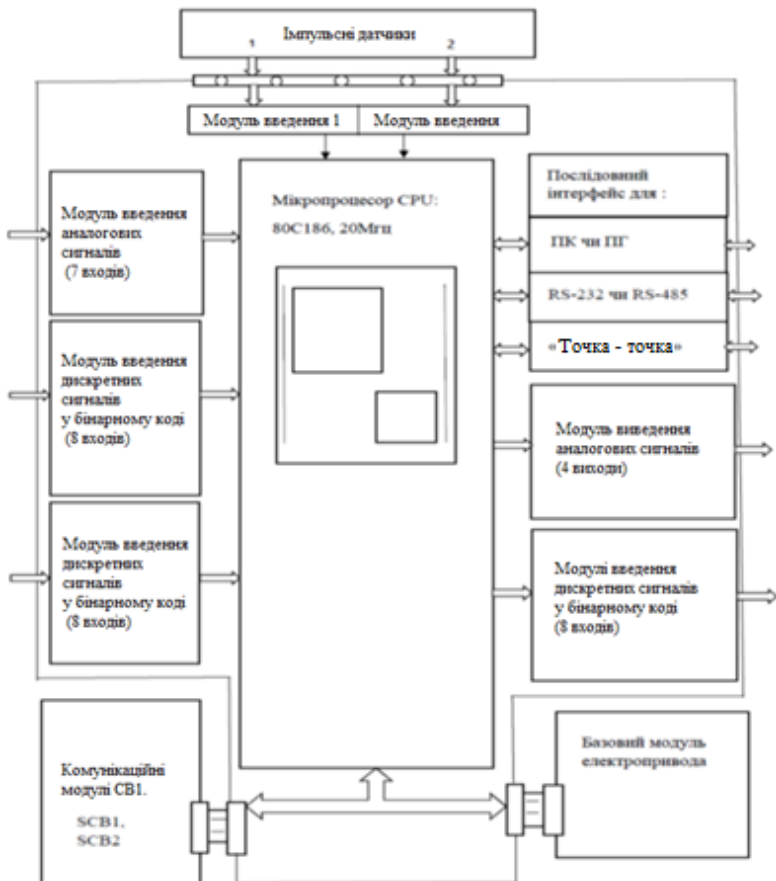 Імпульсні датчики
1 2
Модуль введення 1
Модуль введення
Модуль введення
аналогових
сигналів
(7 входів)
Мікропроцесор CPU:
80C186, 20Мгц
Послідовний
інтерфейс для :
ПК чи ПГ
RS-232 чи RS-485
«Точка - точка»
Модуль введення
дискретних
сигналів
у бінарному коді
(8 входів)
Модуль виведення
аналогових сигналів
(4 виходи)
Модуль введення
дискретних
сигналів
у бінарному коді
(8 входів)
Модулі введення
дискретних сигналів
у бінарному коді
(8 входів)
Комунікаційні
модулі СВ1.
SCB1,
SCB2
Базовий модуль
електропривода